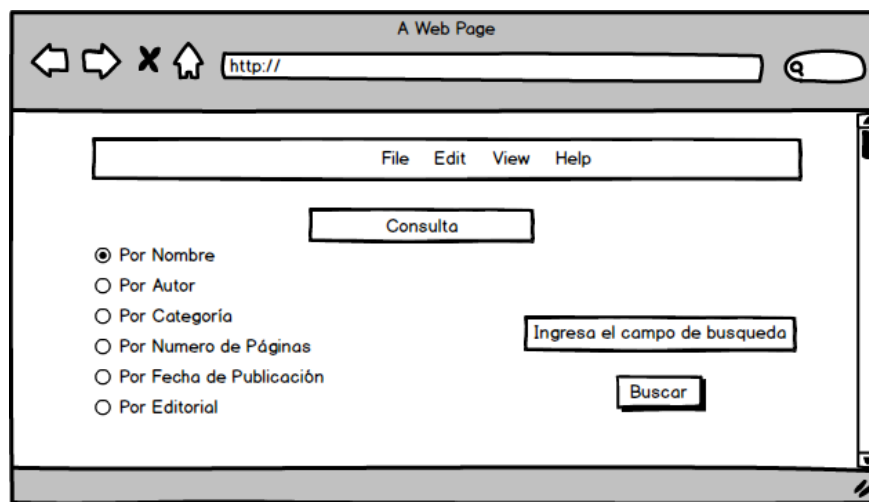 A Web Page
http://
File Edit View Help
Consulta
Por Nombre
Por Autor
Por Categoría
Por Numero de Páginas
Por Fecha de Publicación
Por Editorial
Ingresa el campo de busqueda
Buscar